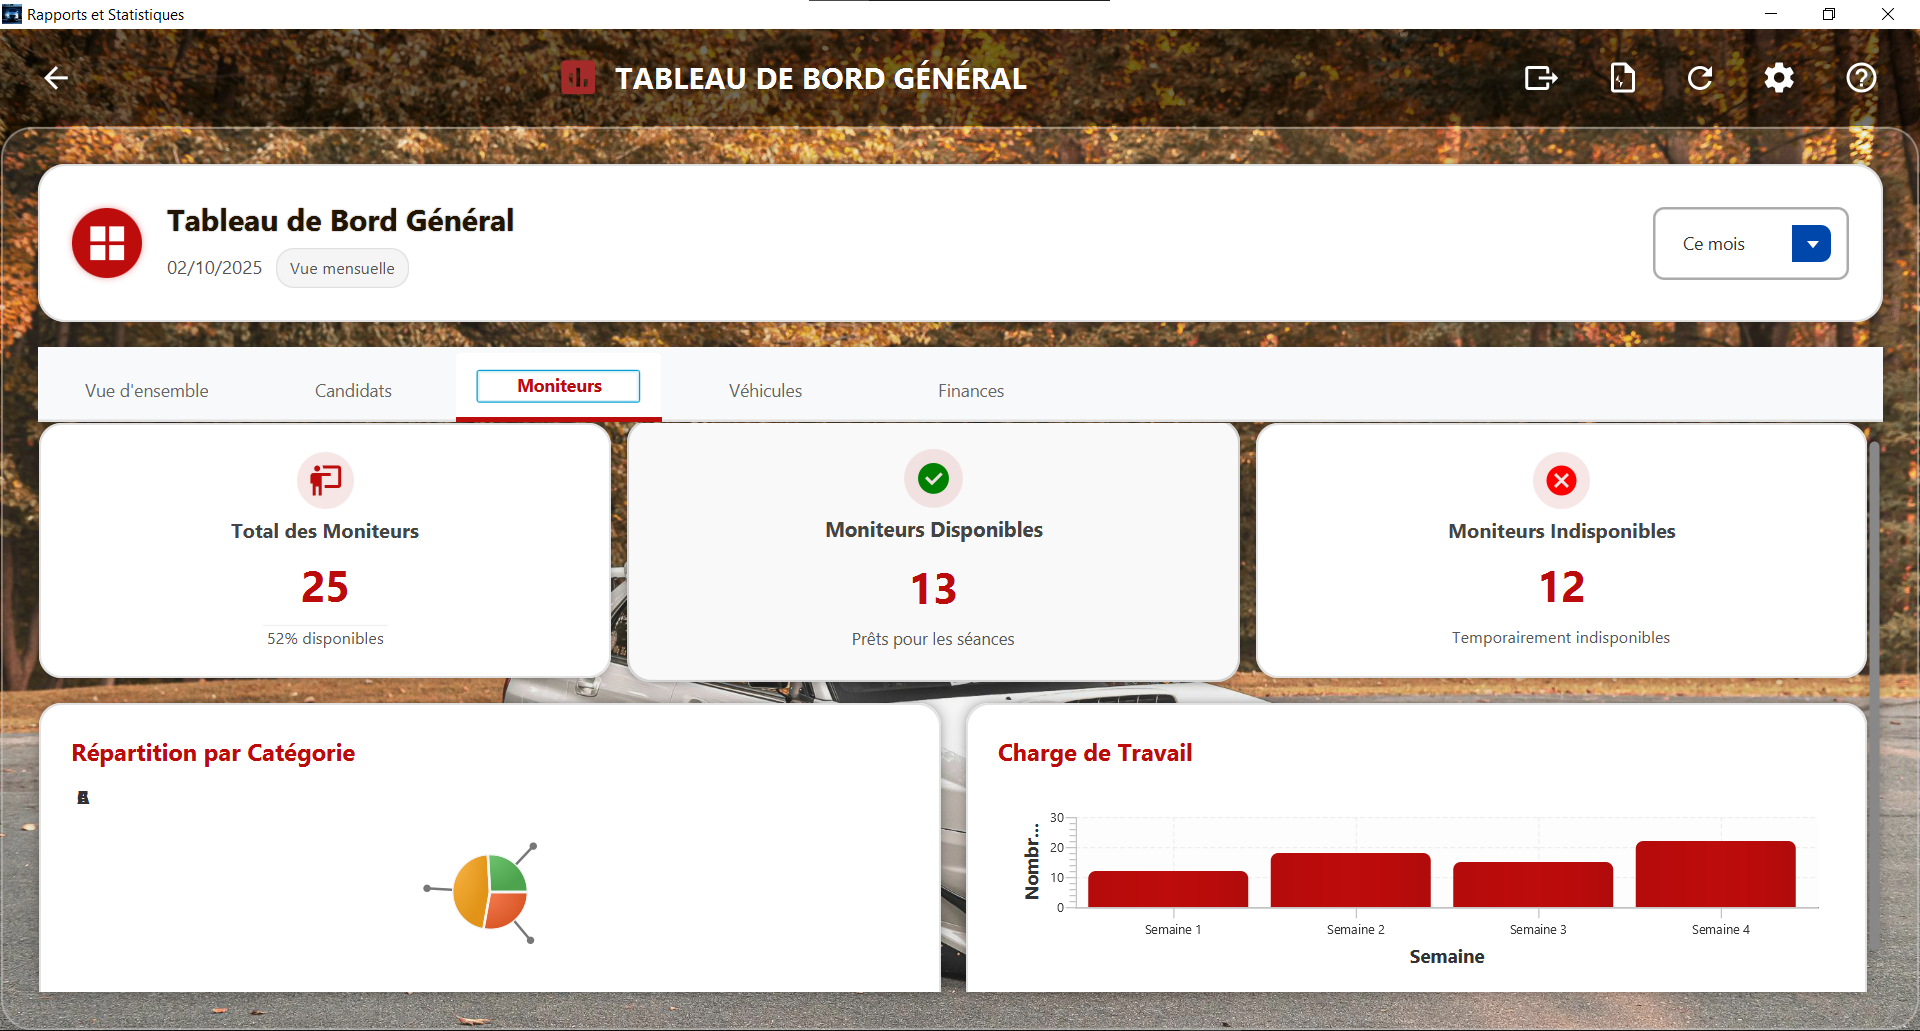 Rapports et Statistiques
TABLEAU DE BORD GÉNÉRAL
Tableau de Bord Général
02/10/2025
Vue mensuelle
Ce mois
Vue d'ensemble
Candidats
Moniteurs
Véhicules
Finances
Total des Moniteurs
25
52% disponibles
Moniteurs Disponibles
13
Prêts pour les séances
Moniteurs Indisponibles
12
Temporairement indisponibles
Répartition par Catégorie
Charge de Travail
Nombr...
30
20
10
0
Semaine 1
Semaine 2
Semaine 3
Semaine 4
Semaine